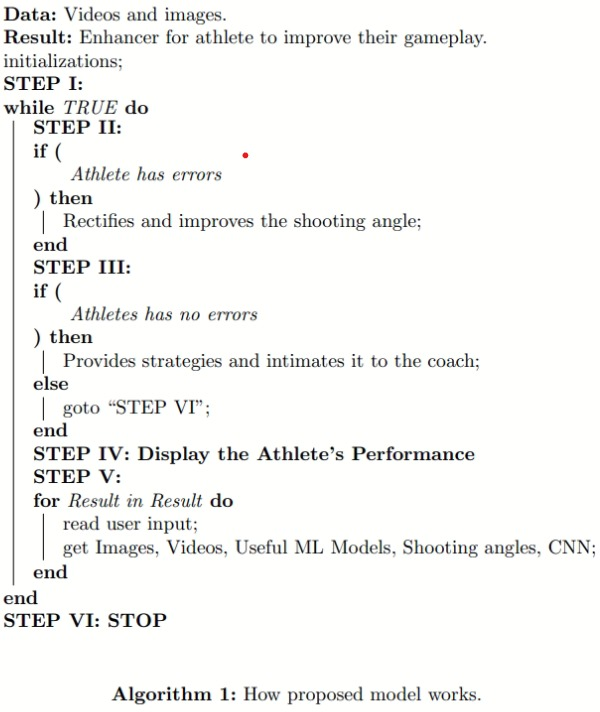 Data: Videos and images.
Result: Enhancer for athlete to improve their gameplay.
initializations;
STEP I:
while TRUE do
STEP II:
if (
Athlete has errors
) then
Rectifies and improves the shooting angle;
end
STEP III:
if (
Athletes has no errors
) then
Provides strategies and intimates it to the coach;
else
goto “STEP VI”;
end
STEP IV: Display the Athlete’s Performance
STEP V:
for Result in Result do
read user input;
get Images, Videos, Useful ML Models, Shooting angles, CNN;
end
end
STEP VI: STOP
Algorithm 1: How proposed model works.